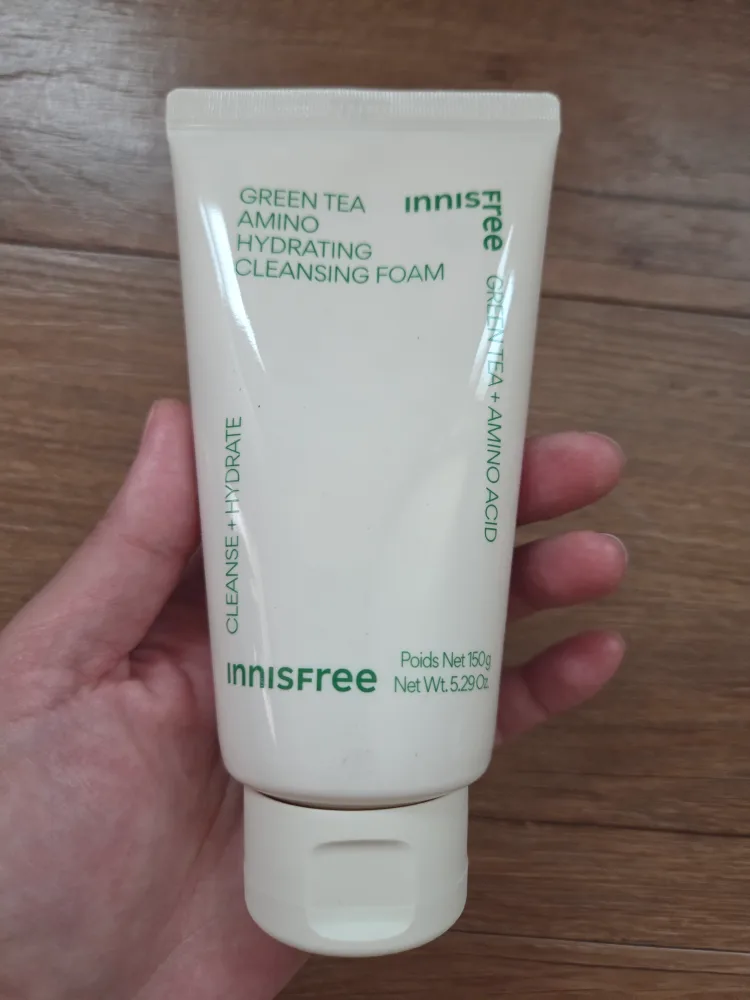 GREEN TEA
AMINO
HYDRATING
CLEANSING FOAM
INNISFree
GREEN TEA + AMINO ACID
CLEANSE + HYDRATE
INNISFree
Poids Net 150g
Net Wt. 5.29 Oz.